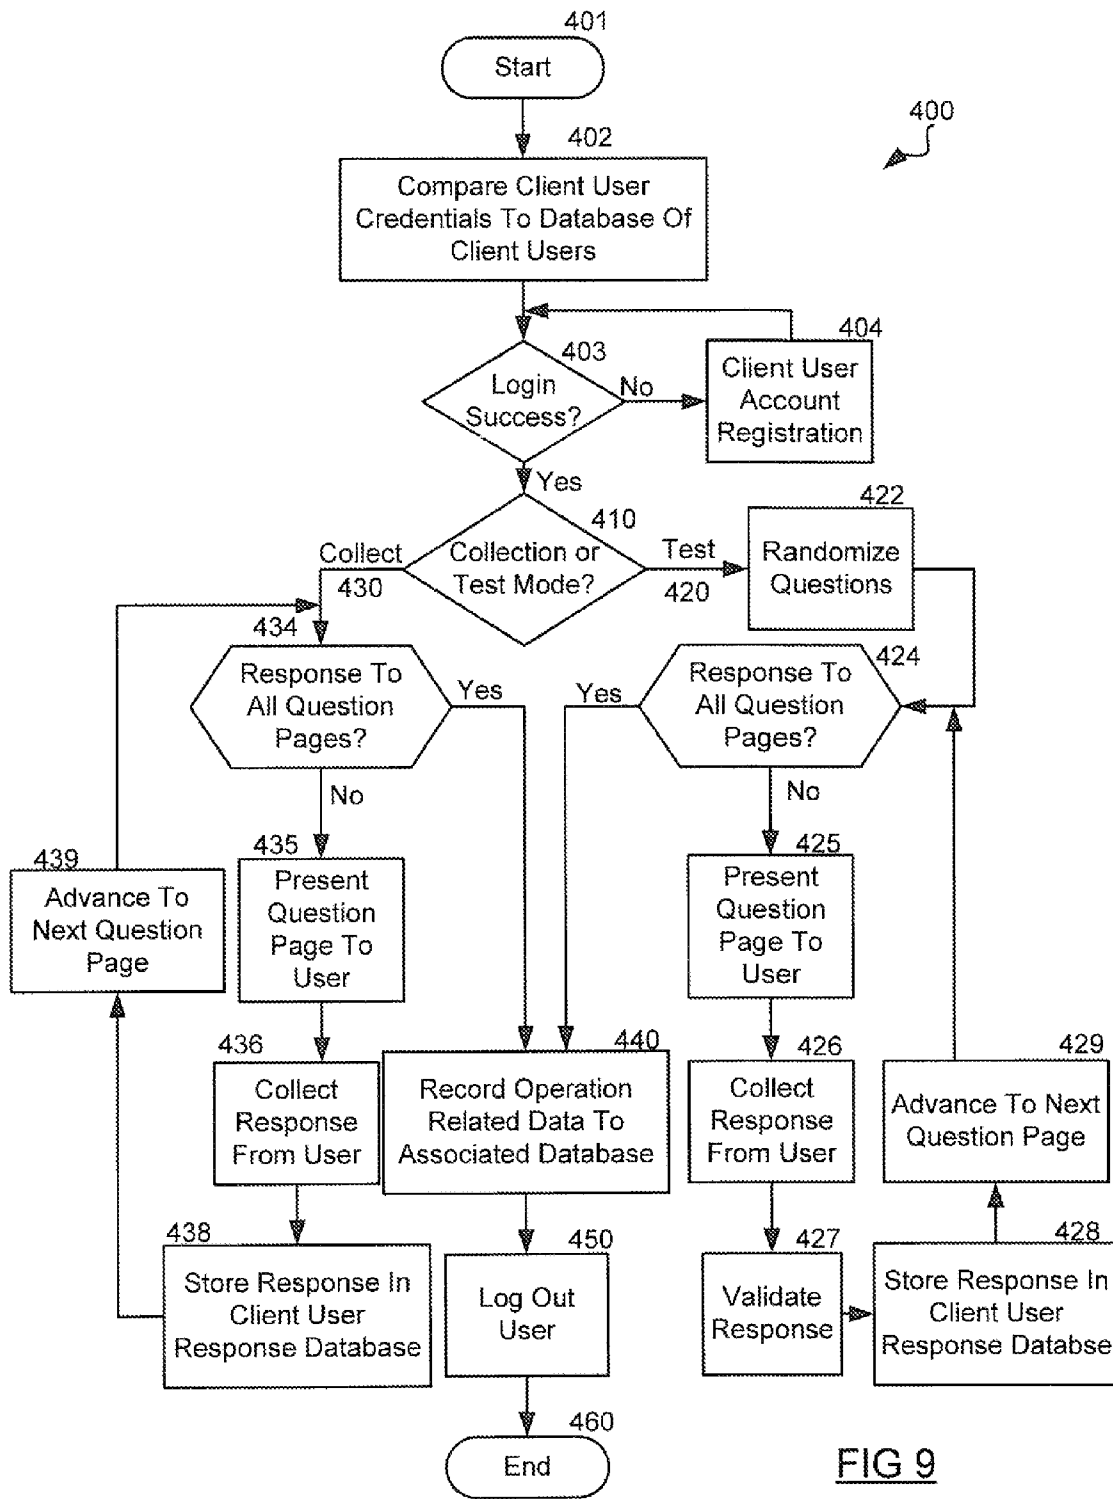 401
Start
400
402
Compare Client User
Credentials To Database Of
Client Users
404
403
Login
Success?
No
Client User
Account
Registration
Yes
422
410
Collect
Collection or
Test Mode?
Test
Randomize
Questions
430
420
434
424
Response To
All Question
Pages?
Yes
Yes
Response To
All Question
Pages?
No
No
439
435
425
Advance To
Next Question
Page
Present
Question
Page To
User
Present
Question
Page To
User
436
440
426
429
Collect
Response
From User
Record Operation
Related Data To
Associated Database
Collect
Response
From User
Advance To Next
Question Page
438
450
427
428
Store Response In
Client User
Response Database
Log Out
User
Validate
Response
Store Response In
Client User
Response Databse
460
End
FIG 9